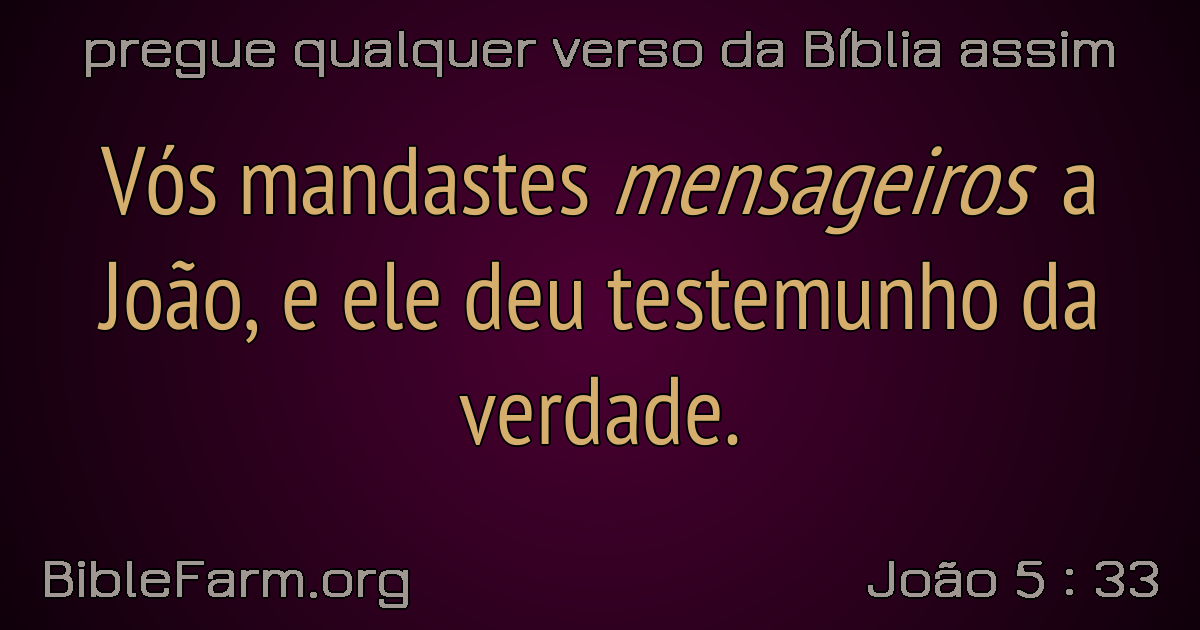 pregue qualquer verso da Bíblia assim
Vós mandastes mensageiros a
João, e ele deu testemunho da
verdade.
BibleFarm.org
João 5 : 33